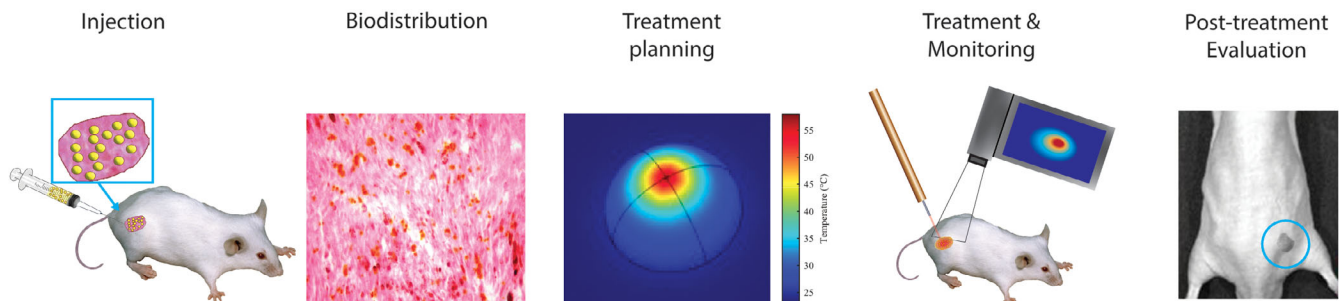 Injection
Biodistribution
Treatment
planning
Treatment &
Monitoring
Post-treatment
Evaluation
55
50
45
40
35
30
25
Temperature (°C)